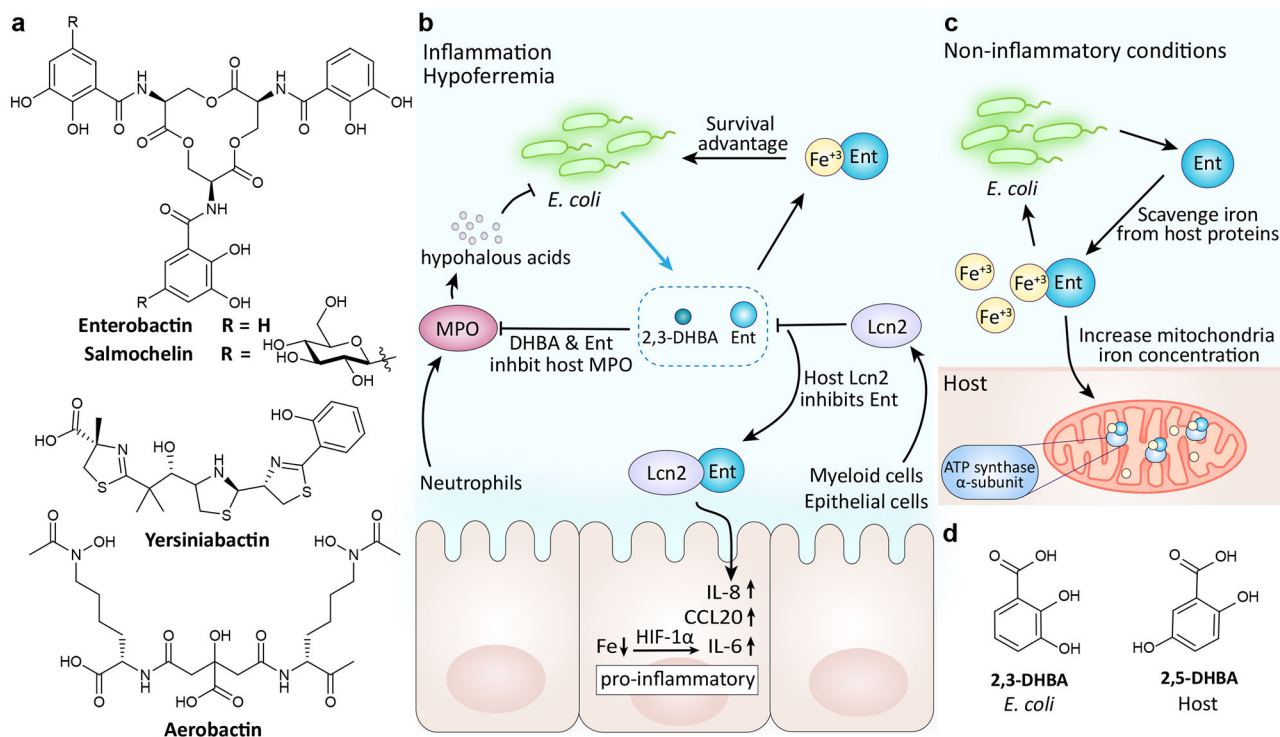 a
R
HO
OH
O
H
N
O
O
O
H
N
O
OH
OH
O
O
O
O
NH
O
OH
OH
R
Enterobactin R = H
Salmochelin R =
OH
HO
HO
O
OH
O
HO
N
S
OH
H
N
S
HO
N
S
Yersiniabactin
O
N
OH
HO
N
O
O
HO
O
N
H
O
OH
HO
O
O
N
H
O
Aerobactin
b
Inflammation
Hypoferremia
E. coli
Survival
advantage
Fe+3
Ent
hypohalous acids
MPO
DHBA & Ent
inhbit host MPO
2,3-DHBA
Ent
Lcn2
Host Lcn2
inhibits Ent
Neutrophils
Lcn2
Ent
Myeloid cells
Epithelial cells
IL-8
CCL20
Fe
HIF-1α
IL-6
pro-inflammatory
c
Non-inflammatory conditions
E. coli
Ent
Scavenge iron
from host proteins
Fe+3
Fe+3
Fe+3
Ent
Increase mitochondria
iron concentration
Host
ATP synthase
α-subunit
d
O
OH
OH
OH
2,3-DHBA
E. coli
O
OH
OH
HO
2,5-DHBA
Host